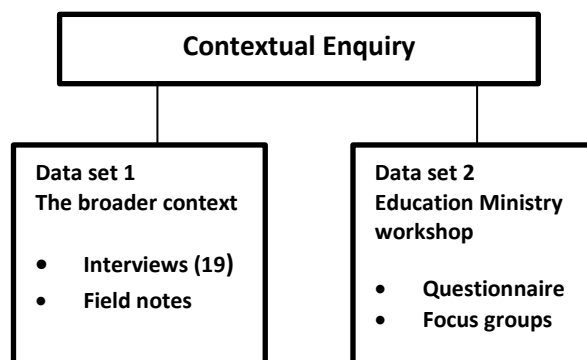 Contextual Enquiry
Data set 1
The broader context
• Interviews (19)
• Field notes
Data set 2
Education Ministry
workshop
• Questionnaire
• Focus groups